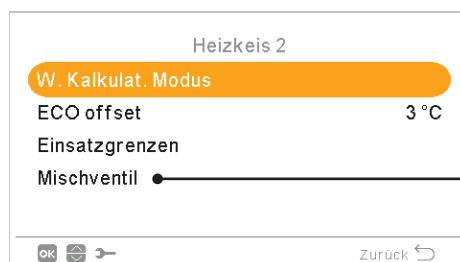 Heizkeis 2
W. Kalkulat. Modus
ECO offset 3 °C
Einsatzgrenzen
Mischventil
OK Zurück